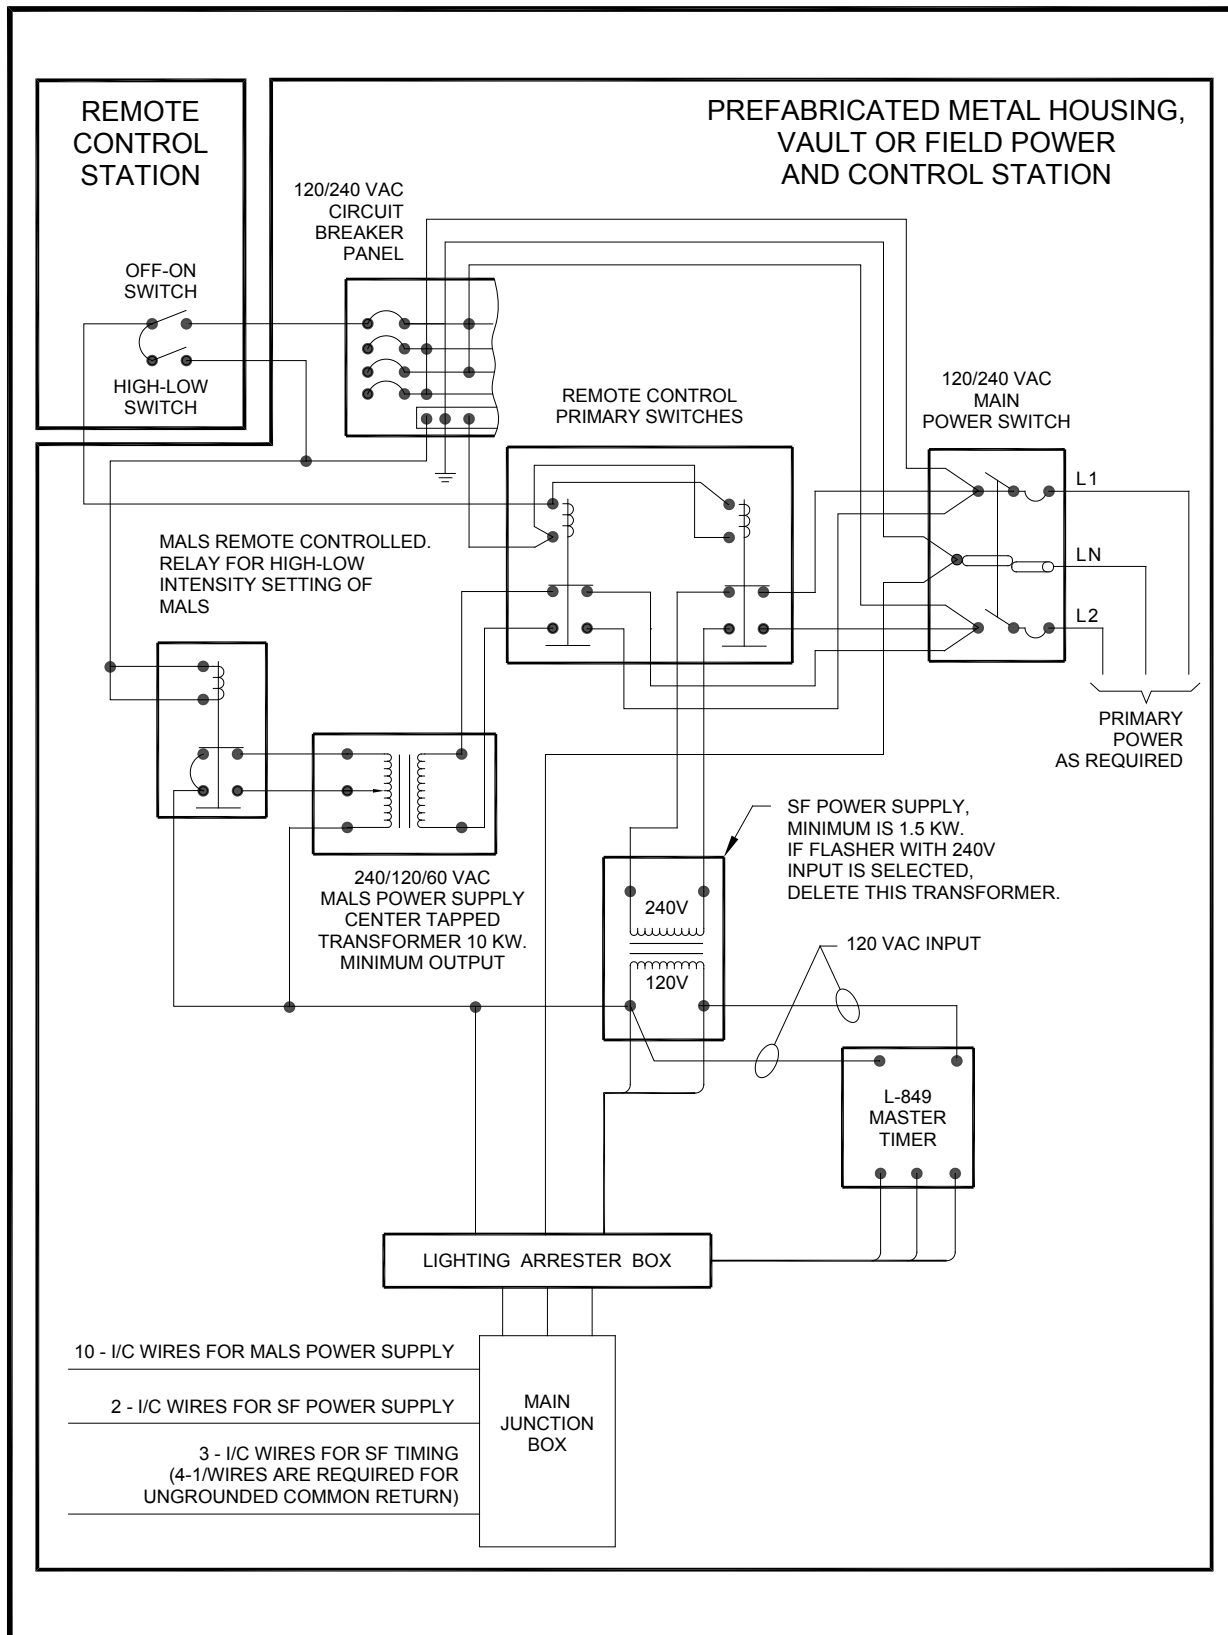 REMOTE
CONTROL
STATION
PREFABRICATED METAL HOUSING,
VAULT OR FIELD POWER
AND CONTROL STATION
120/240 VAC
CIRCUIT
BREAKER
PANEL
OFF-ON
SWITCH
HIGH-LOW
SWITCH
REMOTE CONTROL
PRIMARY SWITCHES
120/240 VAC
MAIN
POWER SWITCH
L1
LN
L2
PRIMARY
POWER
AS REQUIRED
MALS REMOTE CONTROLLED.
RELAY FOR HIGH-LOW
INTENSITY SETTING OF
MALS
240/120/60 VAC
MALS POWER SUPPLY
CENTER TAPPED
TRANSFORMER 10 KW.
MINIMUM OUTPUT
SF POWER SUPPLY,
MINIMUM IS 1.5 KW.
IF FLASHER WITH 240V
INPUT IS SELECTED,
DELETE THIS TRANSFORMER.
240V
120V
120 VAC INPUT
L-849
MASTER
TIMER
LIGHTING ARRESTER BOX
10 - I/C WIRES FOR MALS POWER SUPPLY
2 - I/C WIRES FOR SF POWER SUPPLY
3 - I/C WIRES FOR SF TIMING
(4-1/WIRES ARE REQUIRED FOR
UNGROUNDED COMMON RETURN)
MAIN
JUNCTION
BOX